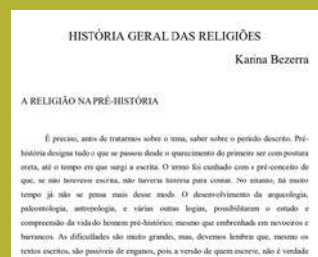 HISTÓRIA GERAL DAS RELIGIÕES
Karina Bezerra
A RELIGIÃO NA PRÉ-HISTÓRIA
É preciso, antes de tratarmos sobre o tema, saber sobre o período descrito. Pré-
história designa tudo o que se passou desde o aparecimento do primeiro ser com postura
ereta, até o tempo em que surgi a escrita. O termo foi cunhado com o pré-conceito de
que, se não houvesse escrita, não haveria história para contar. No entanto, há muito
tempo já não se pensa mais desse modo. O desenvolvimento da arqueologia,
paleontologia, antropologia, e várias outras logias, possibilitaram o estudo e
compreensão da vida do homem pré-histórico, mesmo que embrenhada em nevoeiros e
barrancos. As dificuldades são muito grandes, mas, devemos lembrar que, mesmo os
textos escritos, são passíveis de enganos, pois a versão de quem escreve, não é verdade